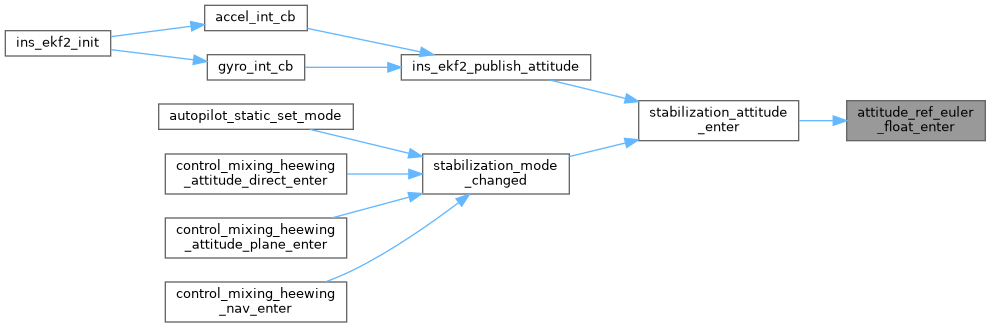 accel_int_cb
ins_ekf2_init
gyro_int_cb
ins_ekf2_publish_attitude
autopilot_static_set_mode
stabilization_attitude
_enter
attitude_ref_euler
_float_enter
control_mixing_heewing
_attitude_direct_enter
stabilization_mode
_changed
control_mixing_heewing
_attitude_plane_enter
control_mixing_heewing
_nav_enter